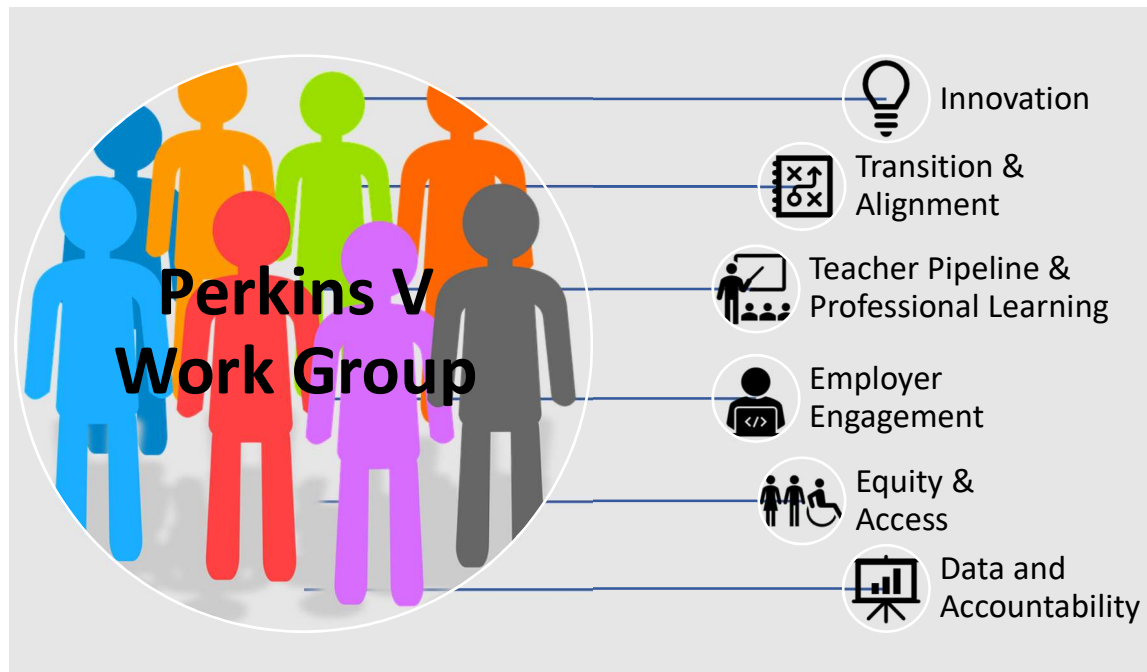 Perkins V
Work Group
Innovation
Transition &
Alignment
Teacher Pipeline &
Professional Learning
Employer
Engagement
Equity &
Access
Data and
Accountability